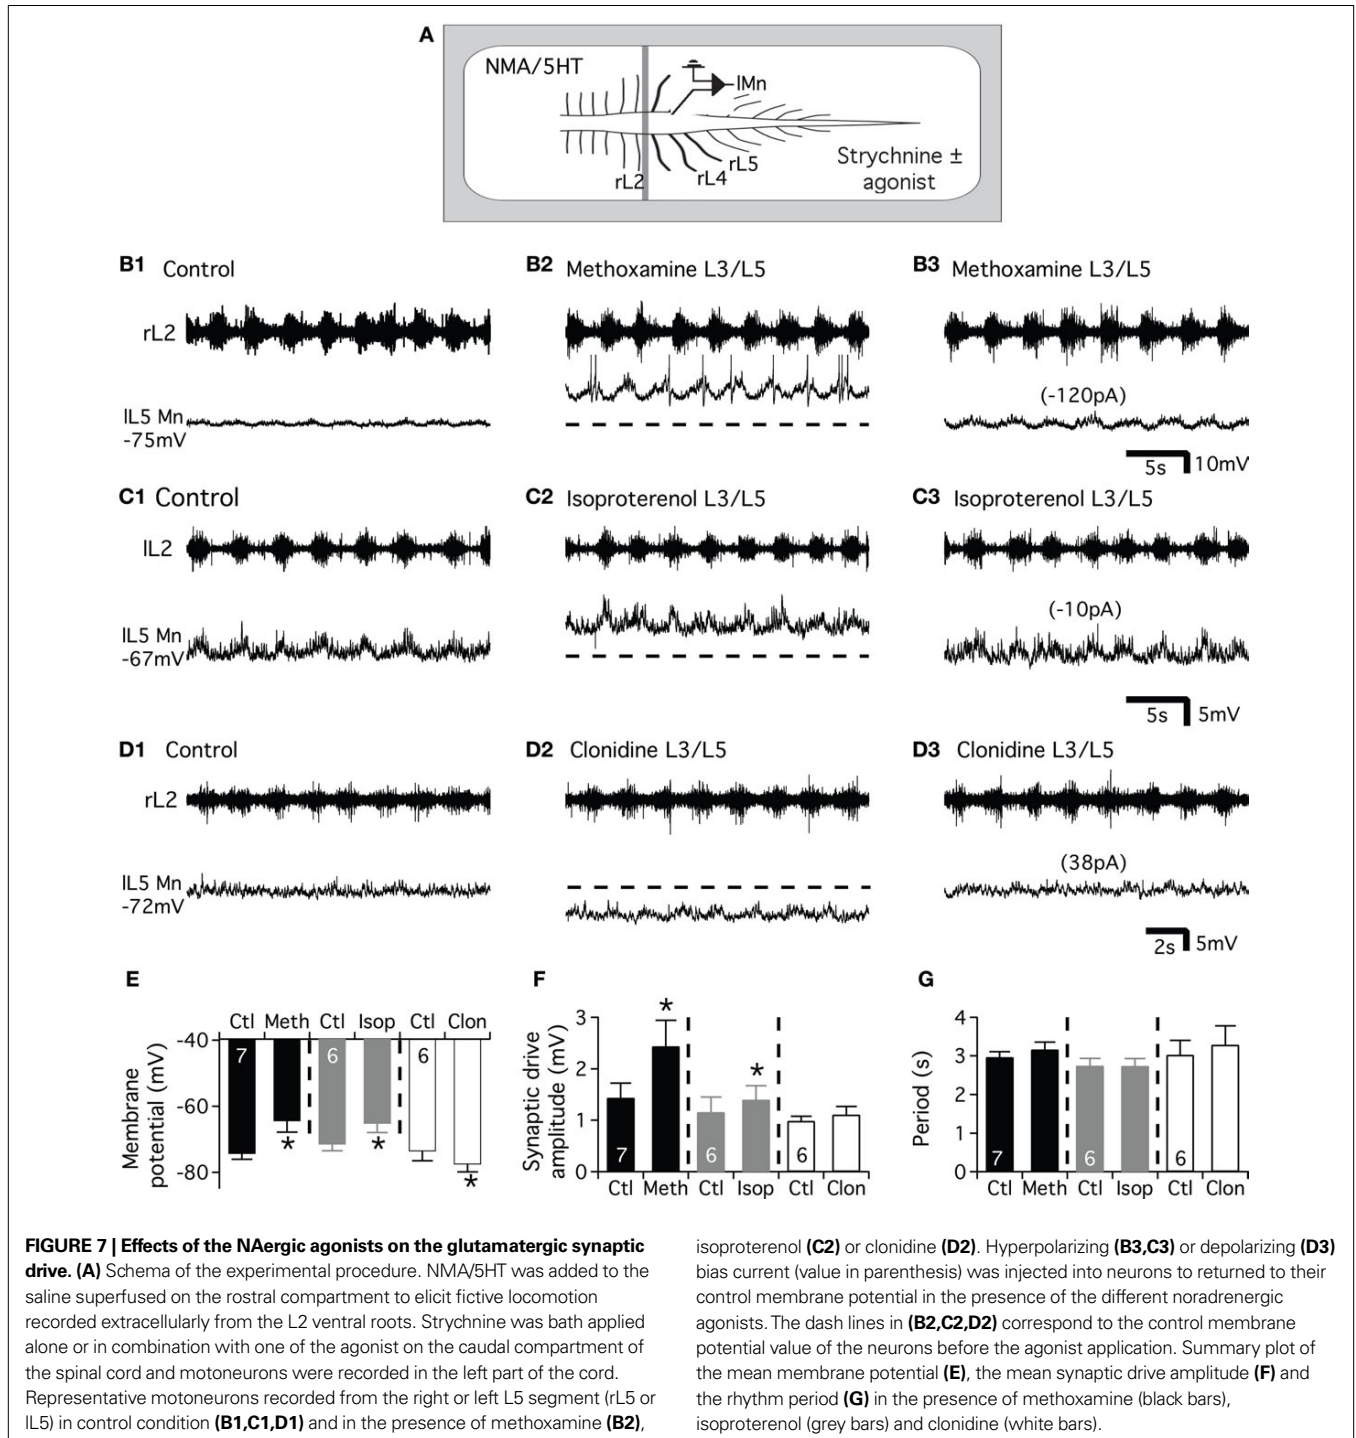 A
NMA/5HT
lMn
rL2
rL4
rL5
Strychnine ±
agonist
B1 Control
B2 Methoxamine L3/L5
B3 Methoxamine L3/L5
rL2
(-120pA)
lL5 Mn
-75mV
5s 10mV
C1 Control
C2 Isoproterenol L3/L5
C3 Isoproterenol L3/L5
lL2
(-10pA)
lL5 Mn
-67mV
5s 5mV
D1 Control
D2 Clonidine L3/L5
D3 Clonidine L3/L5
rL2
(38pA)
lL5 Mn
-72mV
2s 5mV
E
Ctl Meth Ctl Isop Ctl Clon
Membrane
potential (mV)
-40
-60
-80
7 6 6
* * *
F
Synaptic drive
amplitude (mV)
3
2
1
0
* *
7 6 6
Ctl Meth Ctl Isop Ctl Clon
G
Period (s)
4
3
2
1
0
7 6 6
Ctl Meth Ctl Isop Ctl Clon
FIGURE 7 | Effects of the NAergic agonists on the glutamatergic synaptic
drive. (A) Schema of the experimental procedure. NMA/5HT was added to the
saline superfused on the rostral compartment to elicit fictive locomotion
recorded extracellularly from the L2 ventral roots. Strychnine was bath applied
alone or in combination with one of the agonist on the caudal compartment of
the spinal cord and motoneurons were recorded in the left part of the cord.
Representative motoneurons recorded from the right or left L5 segment (rL5 or
lL5) in control condition (B1,C1,D1) and in the presence of methoxamine (B2),
isoproterenol (C2) or clonidine (D2). Hyperpolarizing (B3,C3) or depolarizing (D3)
bias current (value in parenthesis) was injected into neurons to returned to their
control membrane potential in the presence of the different noradrenergic
agonists. The dash lines in (B2,C2,D2) correspond to the control membrane
potential value of the neurons before the agonist application. Summary plot of
the mean membrane potential (E), the mean synaptic drive amplitude (F) and
the rhythm period (G) in the presence of methoxamine (black bars),
isoproterenol (grey bars) and clonidine (white bars).